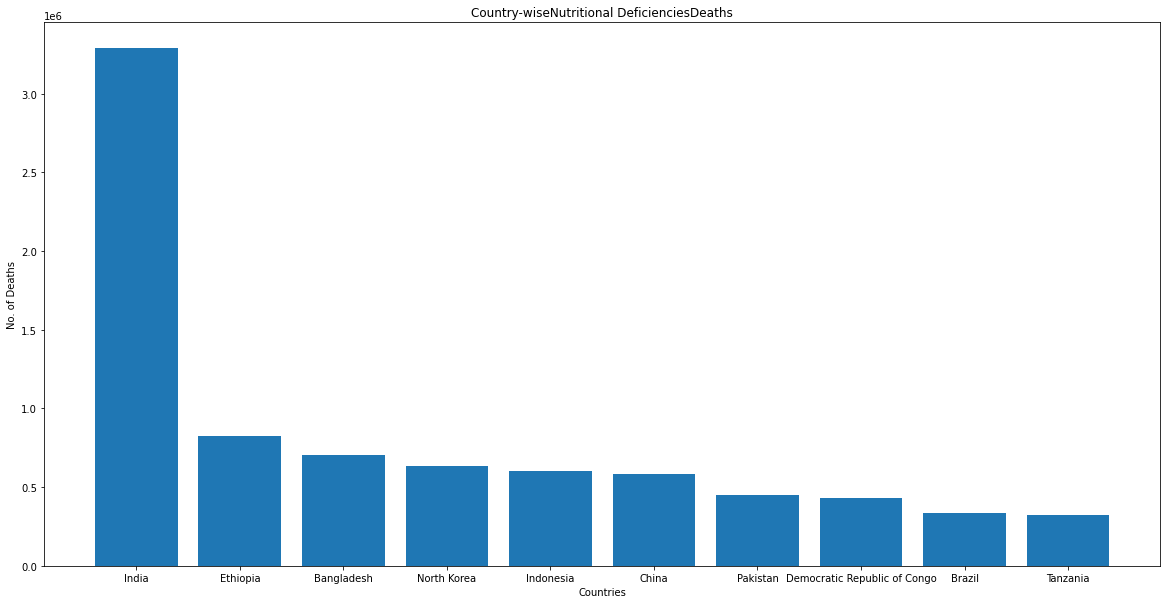 Country-wiseNutritional DeficienciesDeaths
1e6
3.0
2.5
2.0
1.5
1.0
0.5
0.0
No. of Deaths
India Ethiopia Bangladesh North Korea Indonesia China Pakistan Democratic Republic of Congo Brazil Tanzania
Countries